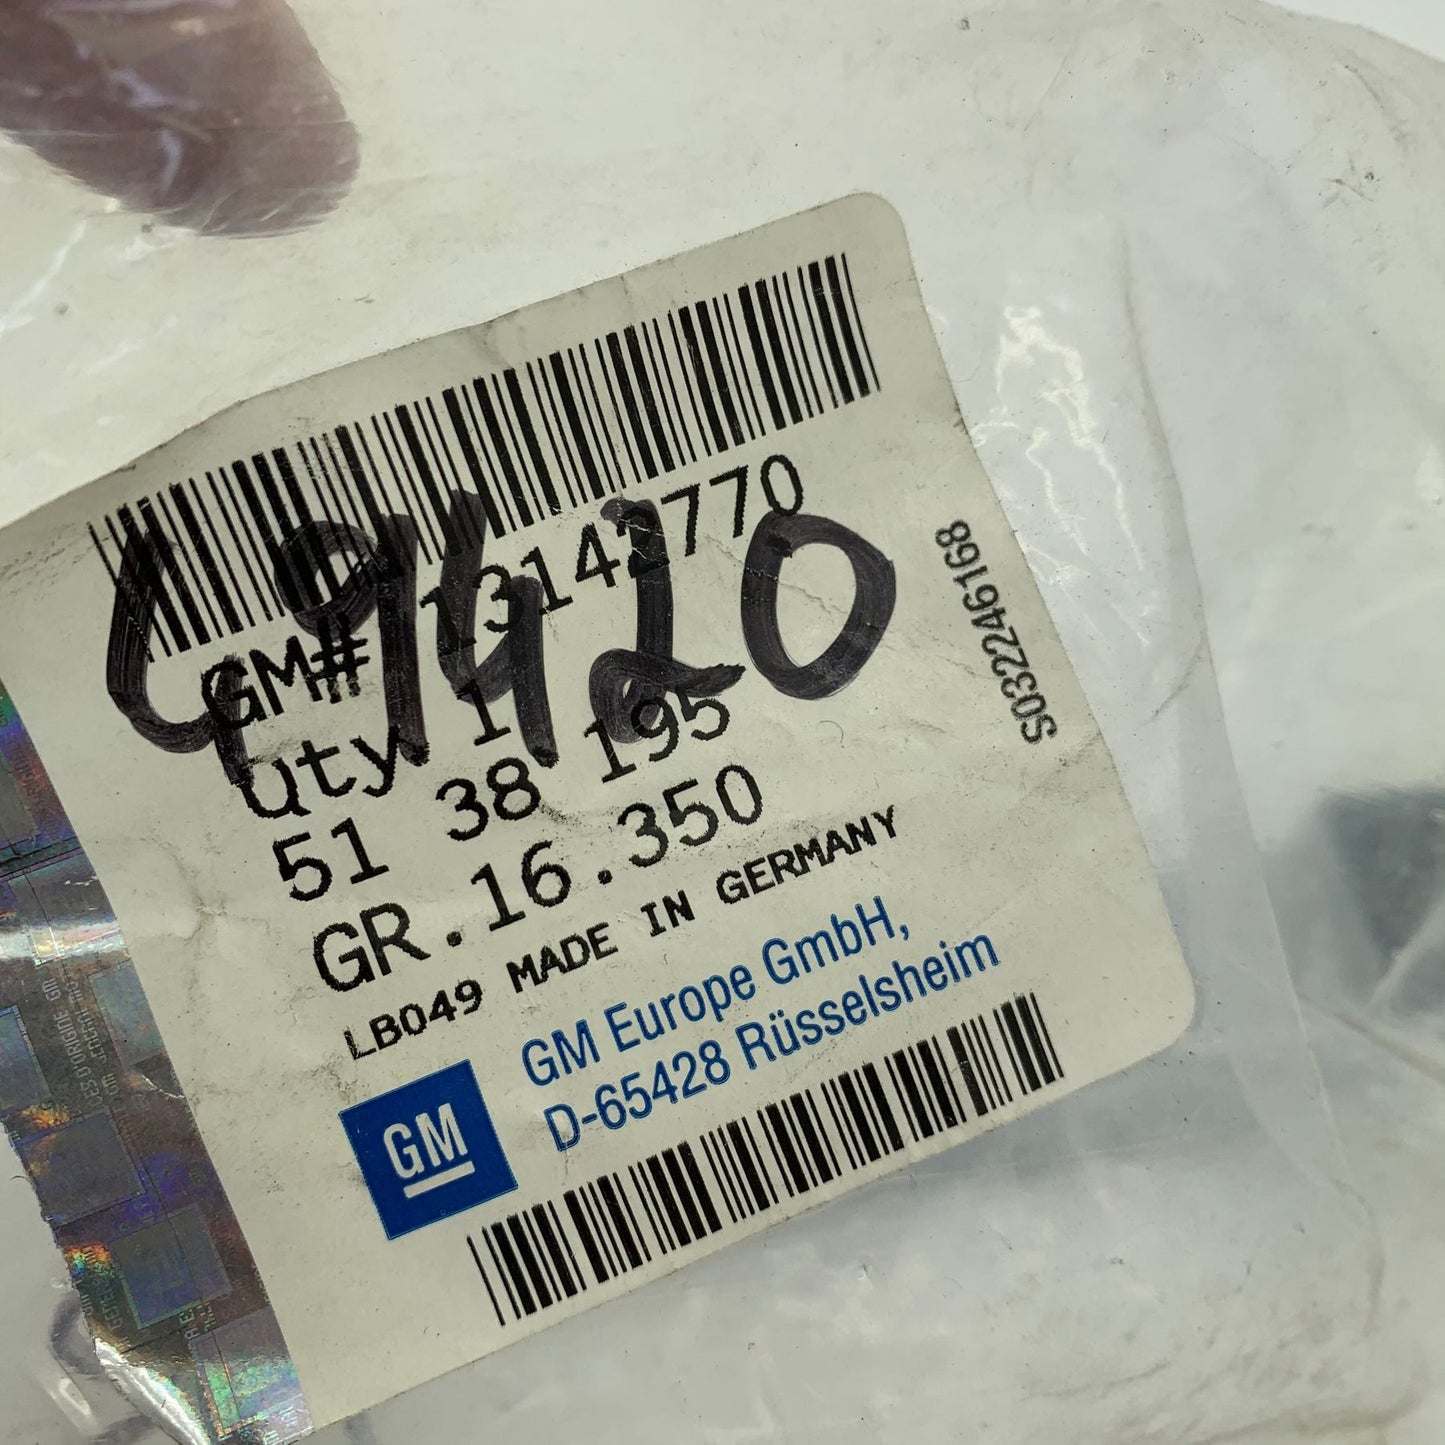 GM# 13142770
Qty 1
51 38 195
GR.16.350
LB049 MADE IN GERMANY
GM Europe GmbH,
D-65428 Rüsselsheim
GM
S0322246168